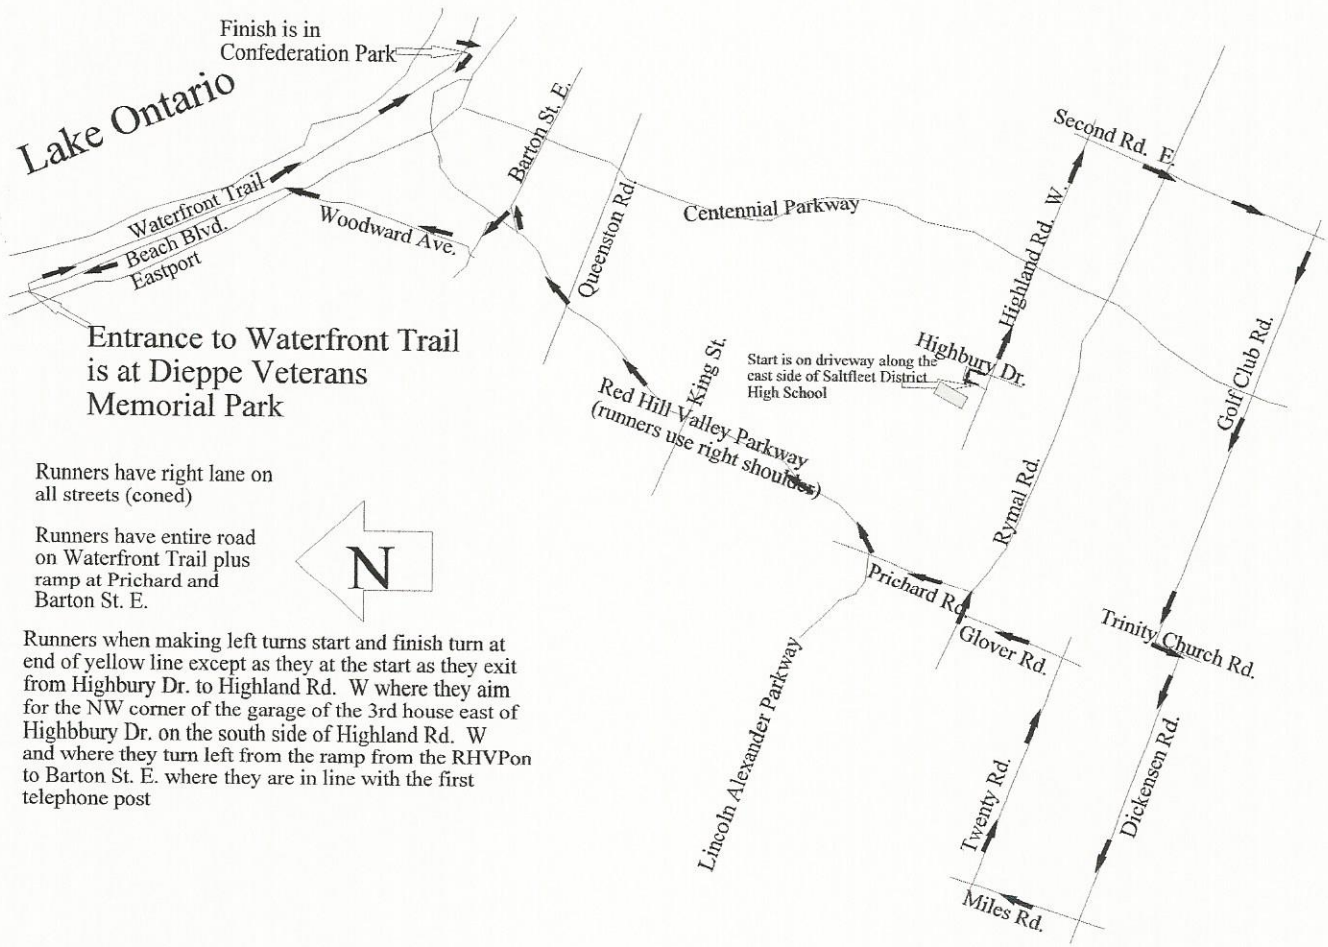 Finish is in
Confederation Park
Lake Ontario
Barton St. E.
Second Rd. E.
Waterfront Trail
Beach Blvd.
Eastport
Woodward Ave.
Queenston Rd.
Centennial Parkway
Highland Rd. W.
Golf Club Rd.
Entrance to Waterfront Trail
is at Dieppe Veterans
Memorial Park
King St.
Highbury Dr.
Start is on driveway along the
east side of Saltfleet District
High School
Red Hill Valley Parkway
(runners use right shoulder)
Rymal Rd.
Runners have right lane on
all streets (coned)
Runners have entire road
on Waterfront Trail plus
ramp at Prichard and
Barton St. E.
N
Prichard Rd.
Glover Rd.
Trinity Church Rd.
Runners when making left turns start and finish turn at
end of yellow line except as they at the start as they exit
from Highbury Dr. to Highland Rd. W where they aim
for the NW corner of the garage of the 3rd house east of
Highbbury Dr. on the south side of Highland Rd. W
and where they turn left from the ramp from the RHVPon
to Barton St. E. where they are in line with the first
telephone post
Lincoln Alexander Parkway
Twenty Rd.
Dickensen Rd.
Miles Rd.